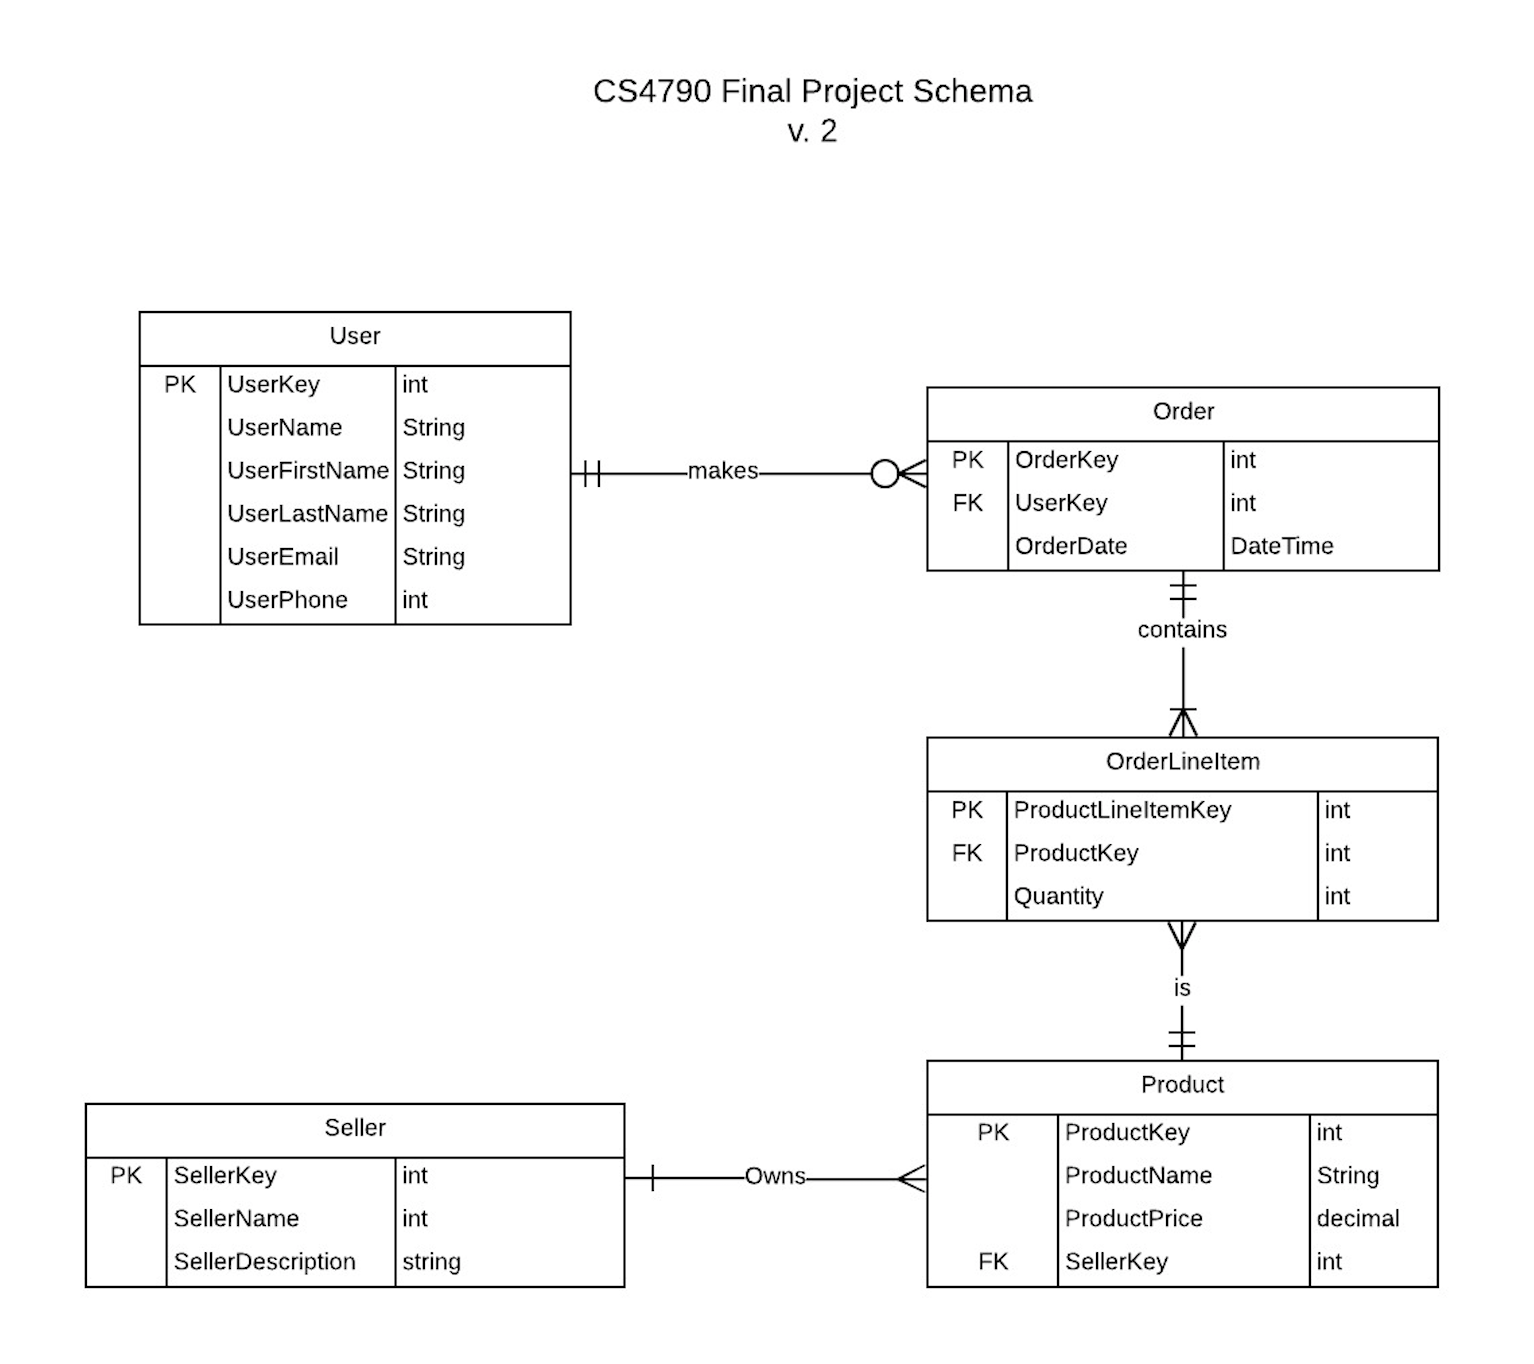 CS4790 Final Project Schema
v. 2
User
PK UserKey int
UserName String
UserFirstName String
UserLastName String
UserEmail String
UserPhone int
makes
Order
PK OrderKey int
FK UserKey int
OrderDate DateTime
contains
OrderLineItem
PK ProductLineItemKey int
FK ProductKey int
Quantity int
is
Product
PK ProductKey int
ProductName String
ProductPrice decimal
FK SellerKey int
Owns
Seller
PK SellerKey int
SellerName int
SellerDescription string